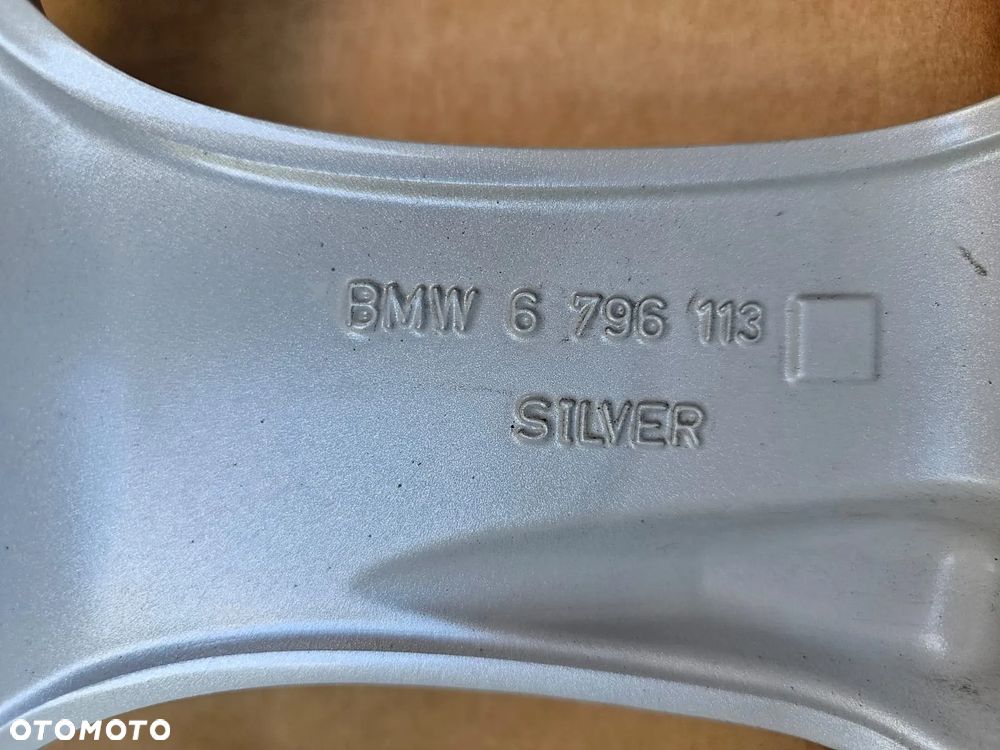 BMW 6 796 113
SILVER
OTOMOTO